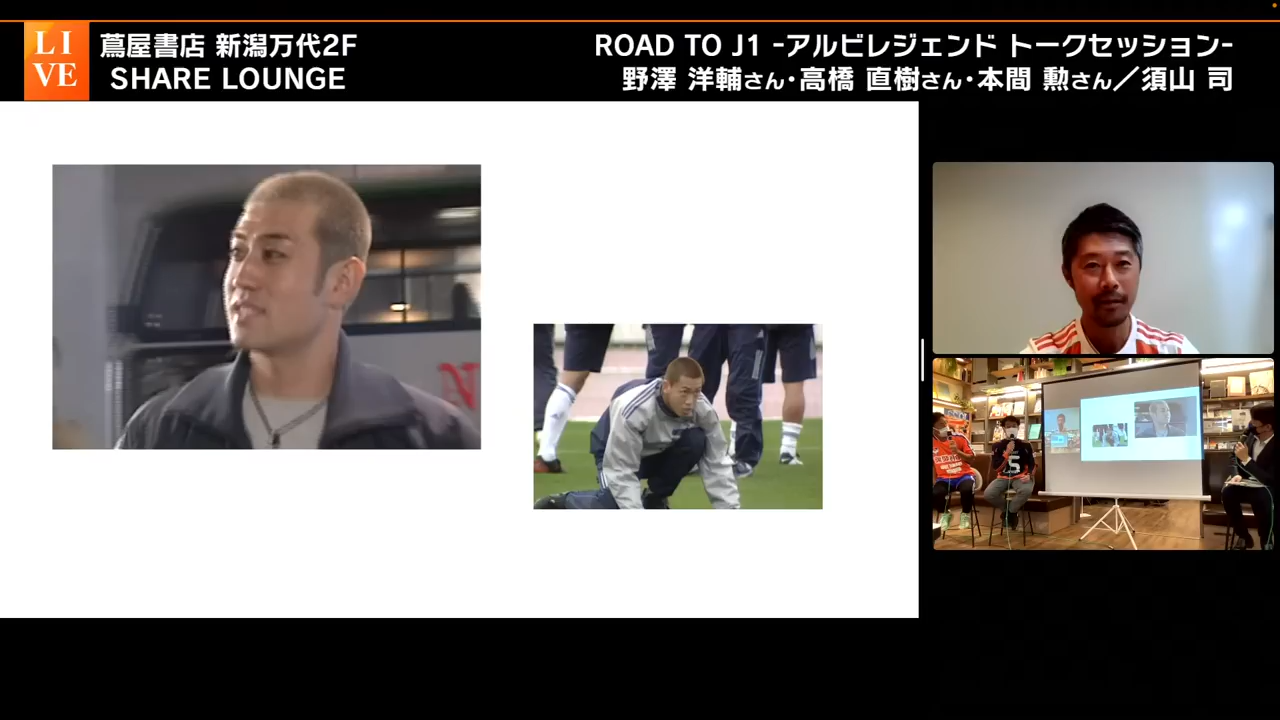 LI
VE
蔦屋書店 新潟万代2F
SHARE LOUNGE
ROAD TO J1 -アルビレジェンド トークセッション-
野澤 洋輔さん・高橋 直樹さん・本間 勲さん／須山 司
N
5